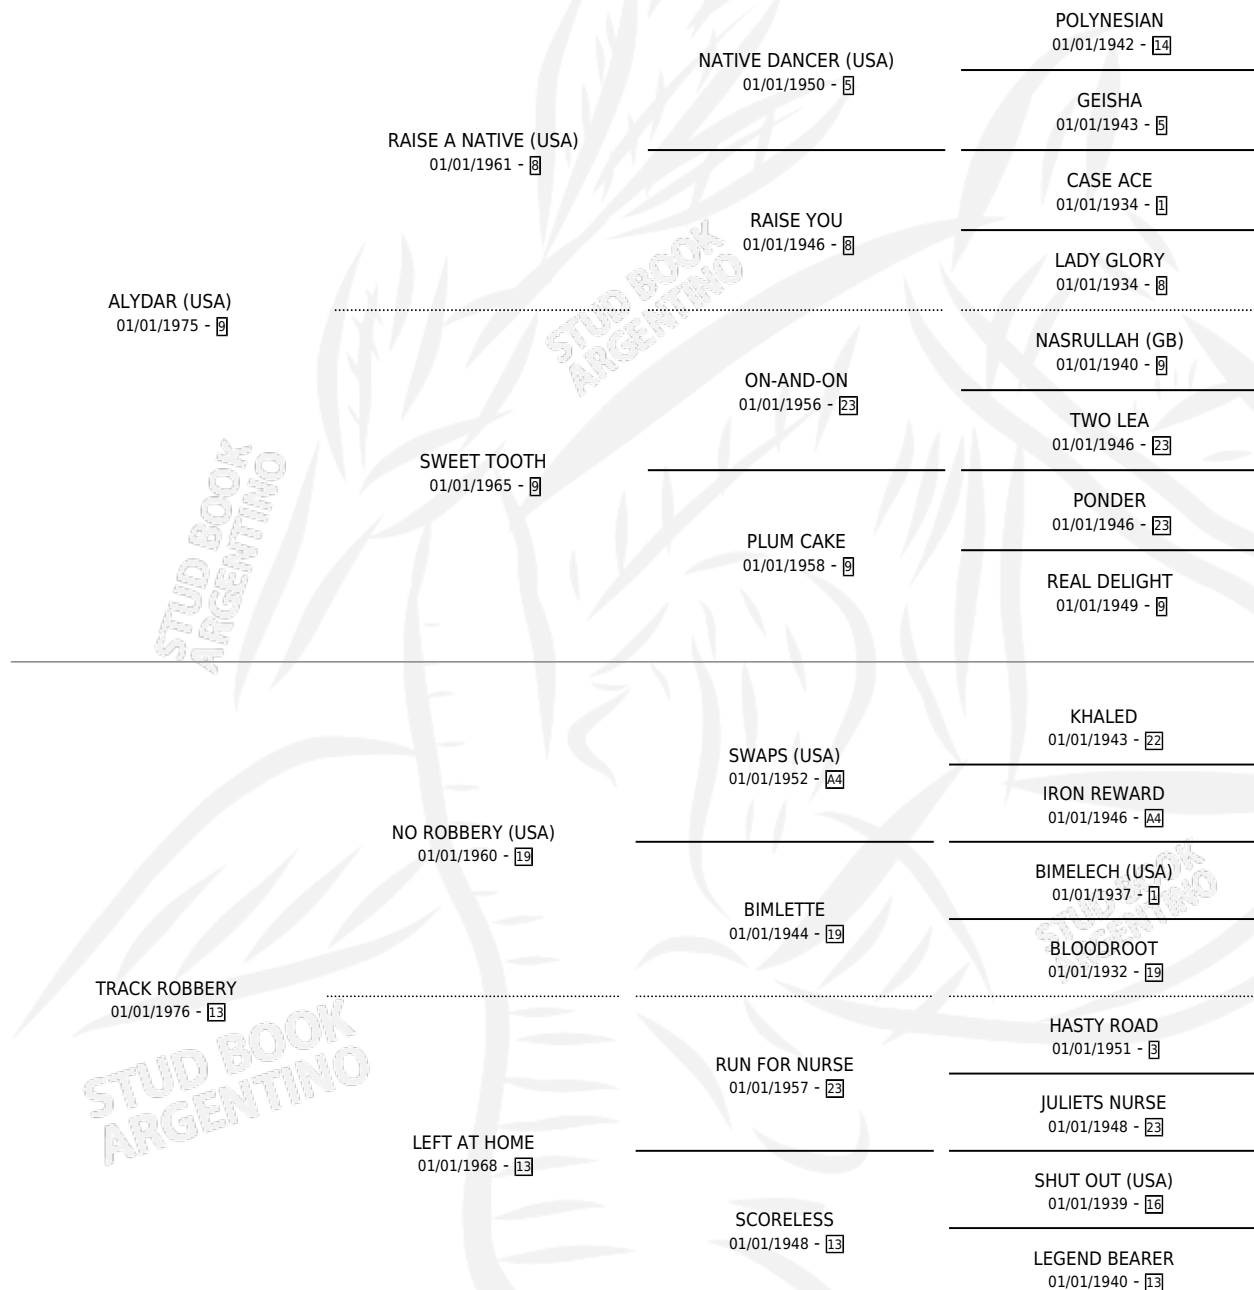 POLYNESIAN
01/01/1942 - 14
NATIVE DANCER (USA)
01/01/1950 - 5
GEISHA
01/01/1943 - 5
RAISE A NATIVE (USA)
01/01/1961 - 8
CASE ACE
01/01/1934 - 1
RAISE YOU
01/01/1946 - 8
LADY GLORY
01/01/1934 - 8
ALYDAR (USA)
01/01/1975 - 9
STUD BOOK
ARGENTINO
NASRULLAH (GB)
01/01/1940 - 9
ON-AND-ON
01/01/1956 - 23
TWO LEA
01/01/1946 - 23
SWEET TOOTH
01/01/1965 - 9
PONDER
01/01/1946 - 23
PLUM CAKE
01/01/1958 - 9
REAL DELIGHT
01/01/1949 - 9
STUD BOOK
ARGENTINO
KHALED
01/01/1943 - 22
SWAPS (USA)
01/01/1952 - A4
IRON REWARD
01/01/1946 - A4
NO ROBBERY (USA)
01/01/1960 - 19
BIMELECH (USA)
01/01/1937 - 1
STUD BOOK
ARGENTINO
BIMLETTE
01/01/1944 - 19
BLOODROOT
01/01/1932 - 19
TRACK ROBBERY
01/01/1976 - 13
STUD BOOK
ARGENTINO
HASTY ROAD
01/01/1951 - 3
RUN FOR NURSE
01/01/1957 - 23
JULIETS NURSE
01/01/1948 - 23
LEFT AT HOME
01/01/1968 - 13
SHUT OUT (USA)
01/01/1939 - 16
SCORELESS
01/01/1948 - 13
LEGEND BEARER
01/01/1940 - 13